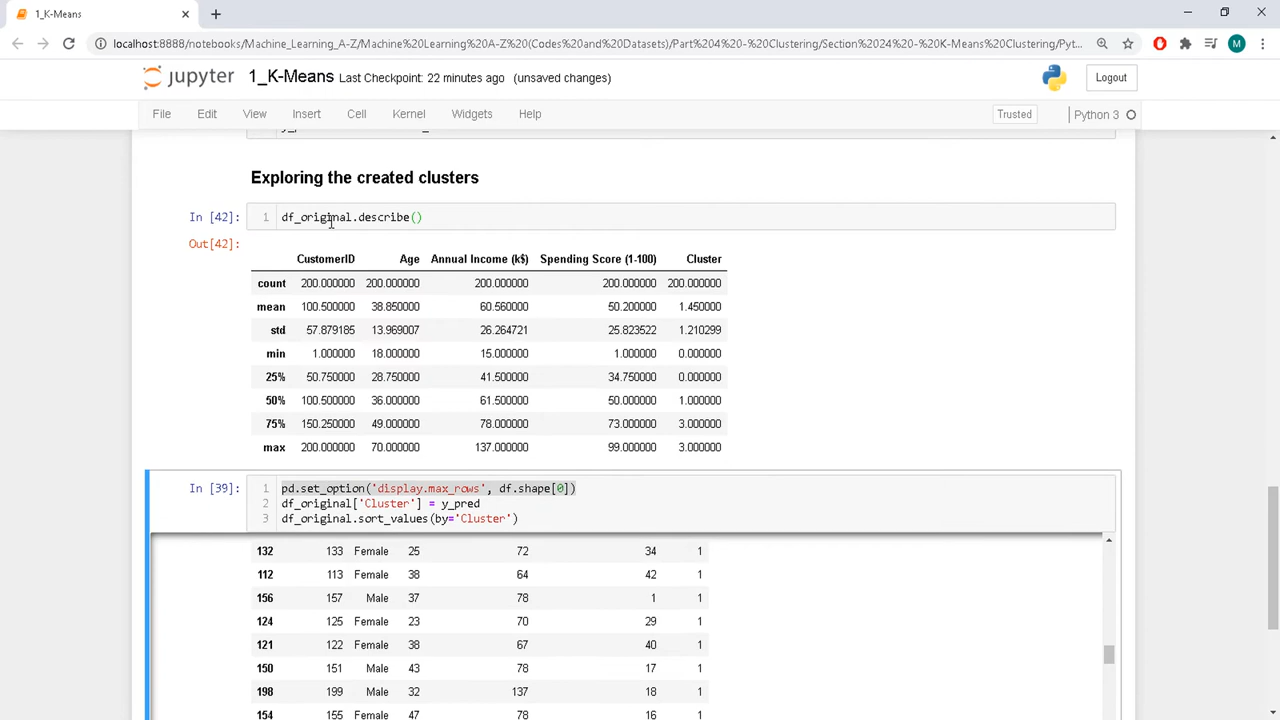 1_K-Means
localhost:8888/notebooks/Machine_Learning_A-Z/Machine%20Learning%20A-Z%20(Codes%20and%20Datasets)/Part%204%20-%20Clustering/Section%2024%20-%20K-Means%20Clustering/Pyt...
M
jupyter 1_K-Means Last Checkpoint: 22 minutes ago (unsaved changes)
Logout
File Edit View Insert Cell Kernel Widgets Help Trusted Python 3
Exploring the created clusters
In [42]: 1 df_original.describe()
Out[42]:
CustomerID Age Annual Income (k$) Spending Score (1-100) Cluster
count 200.000000 200.000000 200.000000 200.000000 200.000000
mean 100.500000 38.850000 60.560000 50.200000 1.450000
std 57.879185 13.969007 26.264721 25.823522 1.210299
min 1.000000 18.000000 15.000000 1.000000 0.000000
25% 50.750000 28.750000 41.500000 34.750000 0.000000
50% 100.500000 36.000000 61.500000 50.000000 1.000000
75% 150.250000 49.000000 78.000000 73.000000 3.000000
max 200.000000 70.000000 137.000000 99.000000 3.000000
In [39]: 1 pd.set_option('display.max_rows', df.shape[0])
2 df_original['Cluster'] = y_pred
3 df_original.sort_values(by='Cluster')
132 133 Female 25 72 34 1
112 113 Female 38 64 42 1
156 157 Male 37 78 1 1
124 125 Female 23 70 29 1
121 122 Female 38 67 40 1
150 151 Male 43 78 17 1
198 199 Male 32 137 18 1
154 155 Female 47 78 16 1